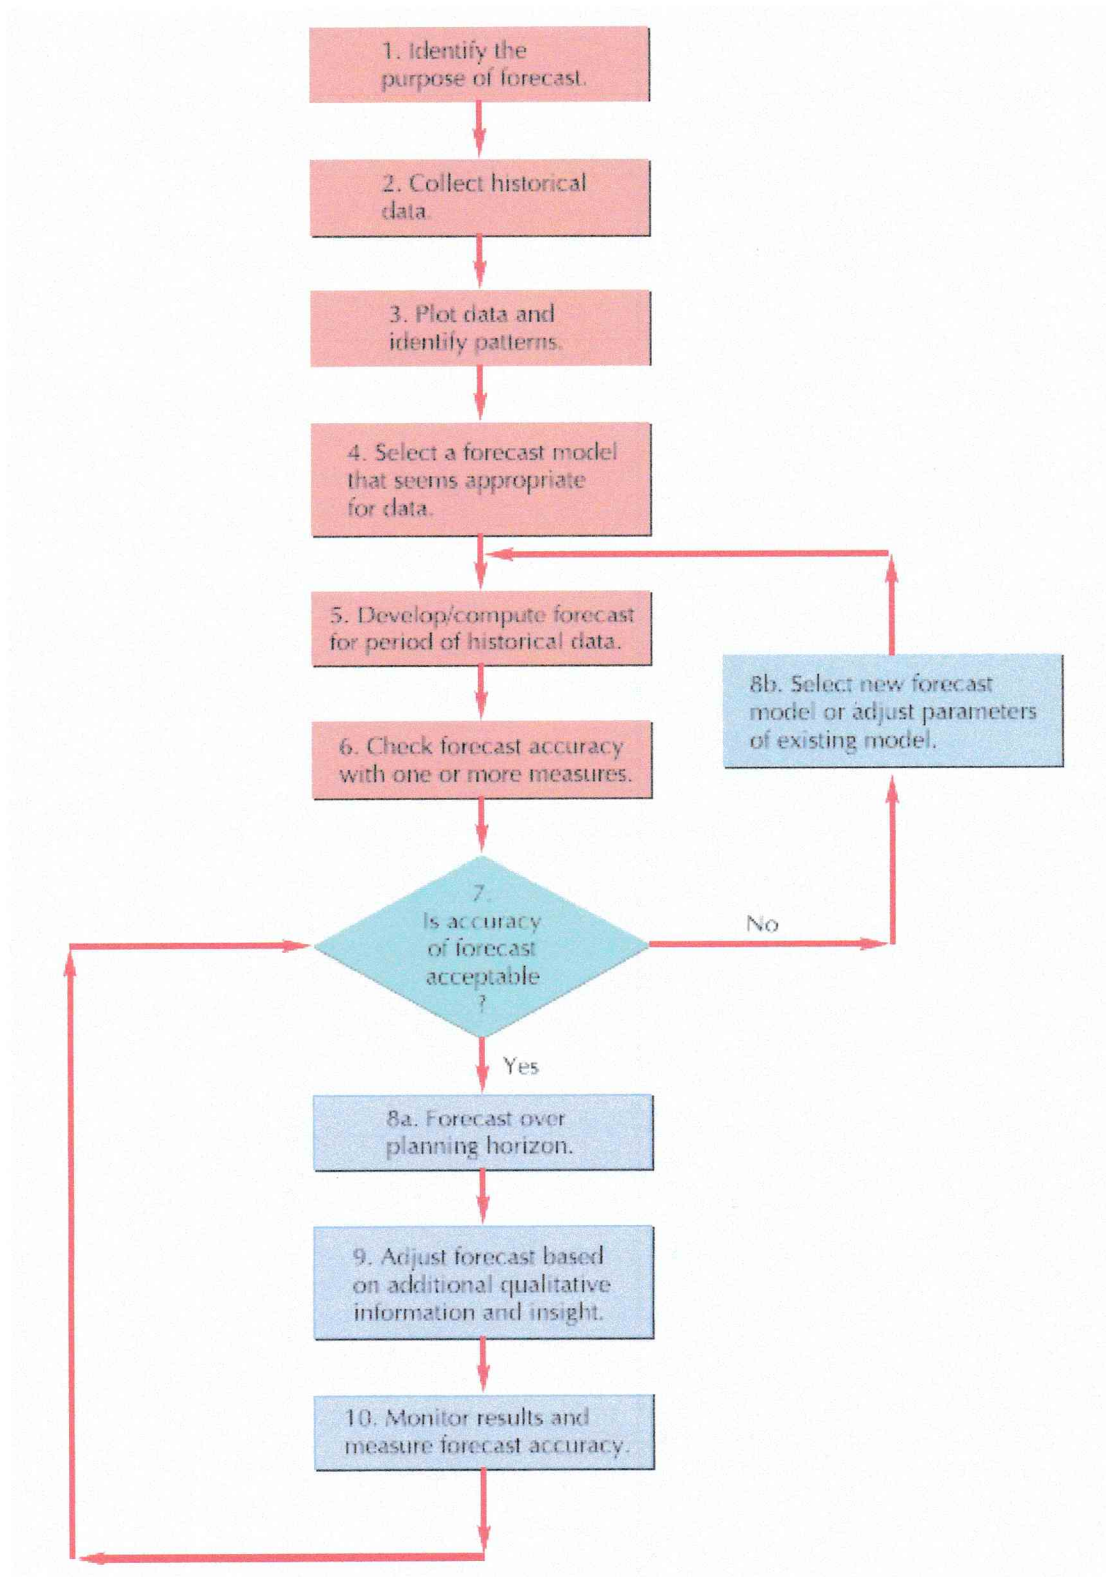 1. Identify the
purpose of forecast.
2. Collect historical
data.
3. Plot data and
identify patterns.
4. Select a forecast model
that seems appropriate
for data.
5. Develop/compute forecast
for period of historical data.
6. Check forecast accuracy
with one or more measures.
7.
Is accuracy
of forecast
acceptable
?
No
8b. Select new forecast
model or adjust parameters
of existing model.
Yes
8a. Forecast over
planning horizon.
9. Adjust forecast based
on additional qualitative
information and insight.
10. Monitor results and
measure forecast accuracy.